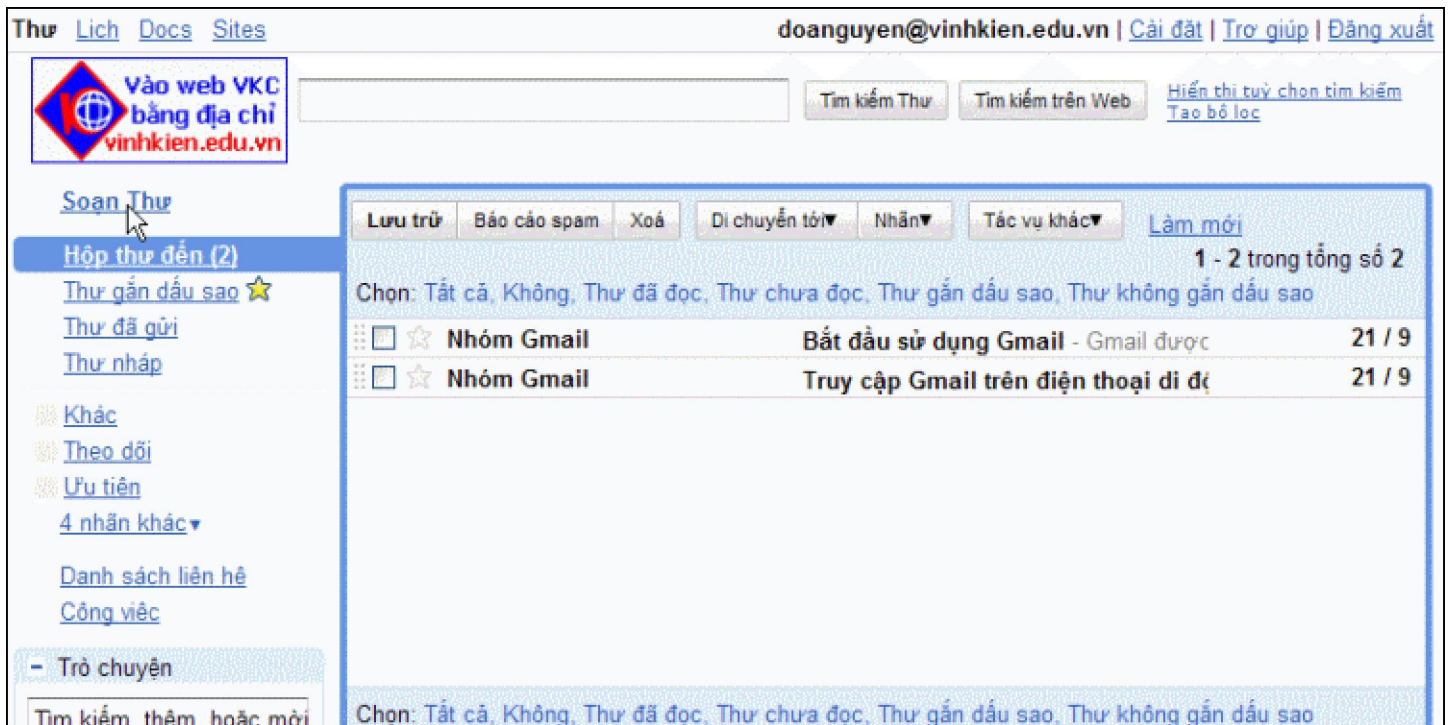 Thư Lịch Docs Sites
doanguyen@vinhkien.edu.vn | Cài đặt | Trợ giúp | Đăng xuất
Vào web VKC
bằng địa chỉ
vinhkien.edu.vn
Tìm kiếm Thư Tìm kiếm trên Web
Hiển thị tuỳ chọn tìm kiếm
Tạo bộ lọc
Soạn Thư
Hộp thư đến (2)
Thư gắn dấu sao
Thư đã gửi
Thư nháp
Khác
Theo dõi
Ưu tiên
4 nhãn khác▼
Danh sách liên hệ
Công việc
− Trò chuyện
Tìm kiếm, thêm, hoặc mời
Lưu trữ Báo cáo spam Xoá Di chuyển tới▼ Nhãn▼ Tác vụ khác▼ Làm mới
1 - 2 trong tổng số 2
Chọn: Tất cả, Không, Thư đã đọc, Thư chưa đọc, Thư gắn dấu sao, Thư không gắn dấu sao
Nhóm Gmail Bắt đầu sử dụng Gmail - Gmail được 21 / 9
Nhóm Gmail Truy cập Gmail trên điện thoại di 21 / 9
Chọn: Tất cả, Không, Thư đã đọc, Thư chưa đọc, Thư gắn dấu sao, Thư không gắn dấu sao